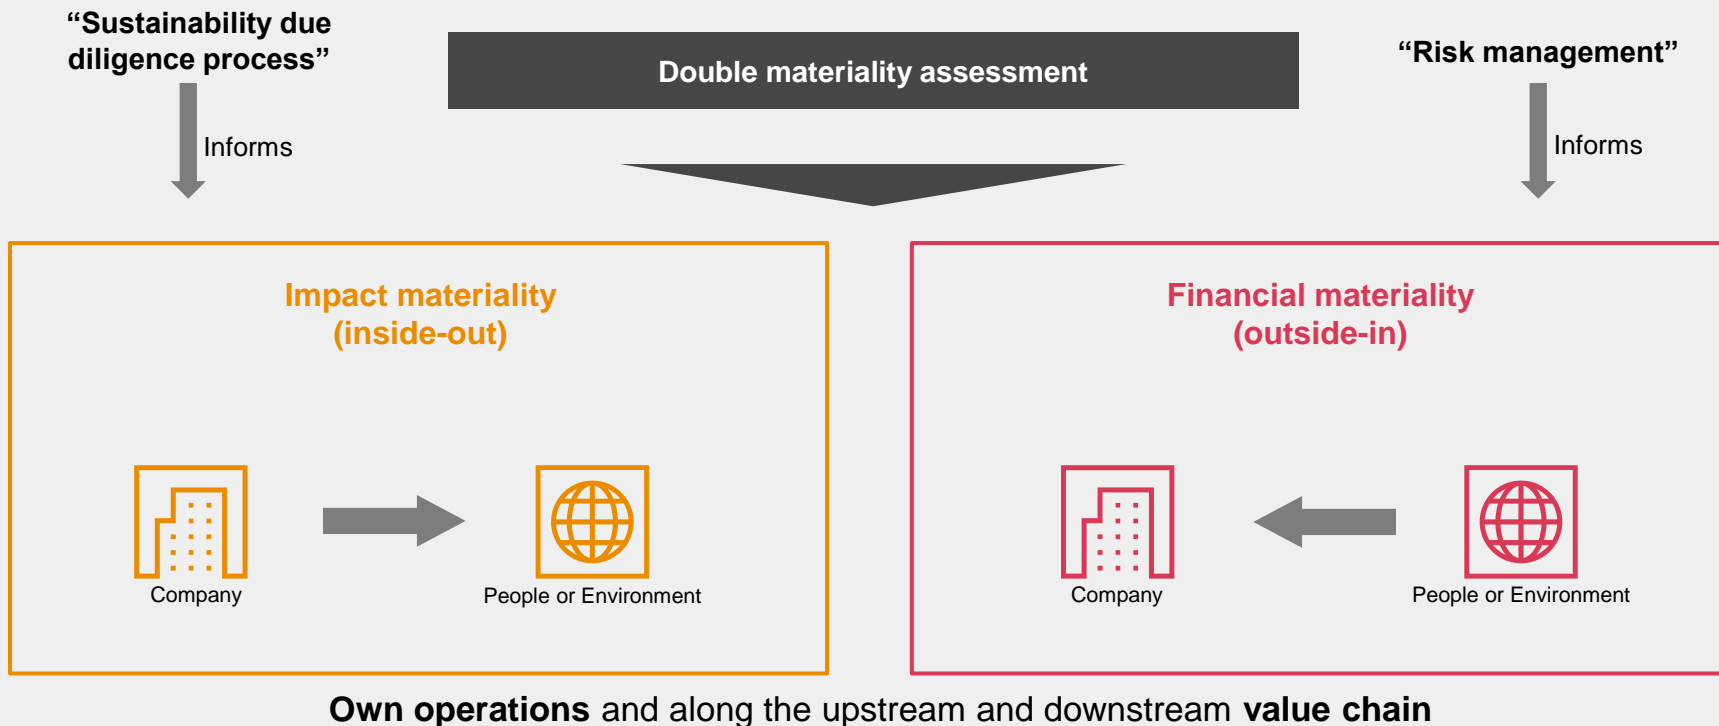 “Sustainability due
diligence process”
Double materiality assessment
“Risk management”
Informs
Informs
Impact materiality
(inside-out)
Financial materiality
(outside-in)
Company
People or Environment
Company
People or Environment
Own operations and along the upstream and downstream value chain